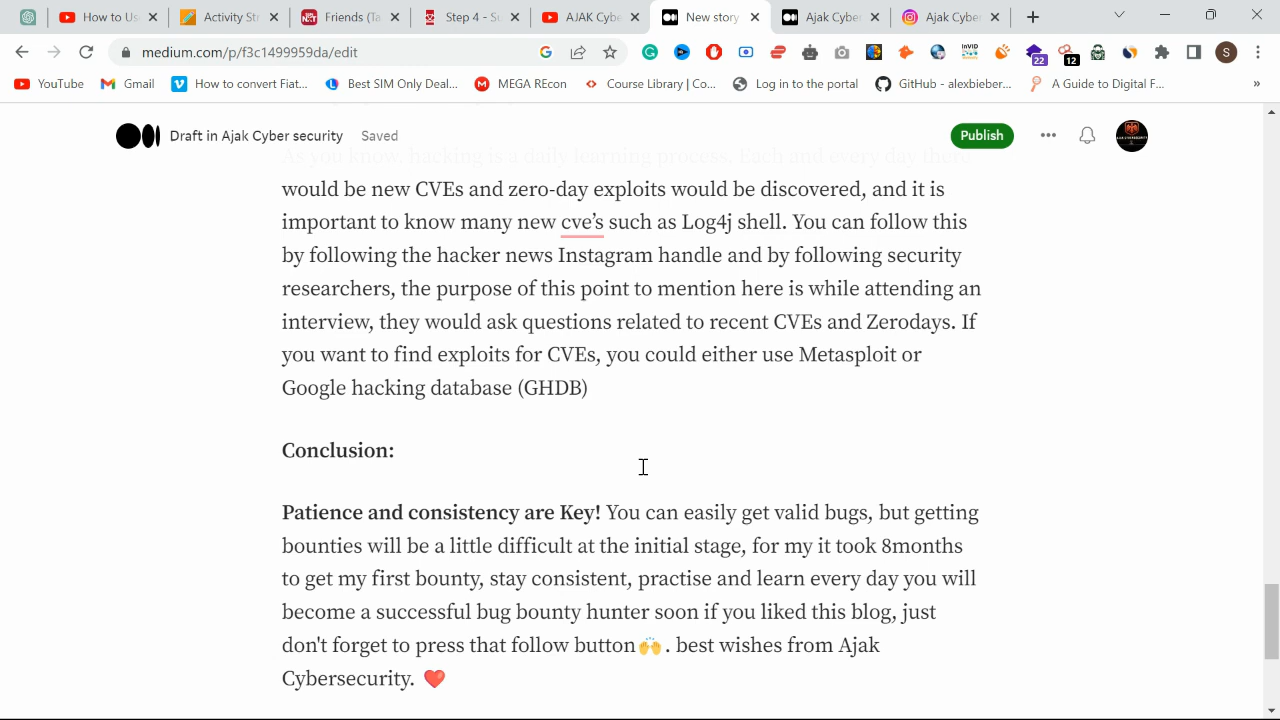 How to Us
Activity St
Friends (Ta
Step 4 - S
AJAK Cybe
New story
Ajak Cyber
Ajak Cyber
medium.com/p/f3c1499959da/edit
22
12
S
YouTube
Gmail
How to convert Fiat...
Best SIM Only Deal...
MEGA REcon
Course Library | Co...
Log in to the portal
GitHub - alexbieber...
A Guide to Digital F...
»
Draft in Ajak Cyber security
Saved
Publish
As you know, hacking is a daily learning process. Each and every day there
would be new CVEs and zero-day exploits would be discovered, and it is
important to know many new cve's such as Log4j shell. You can follow this
by following the hacker news Instagram handle and by following security
researchers, the purpose of this point to mention here is while attending an
interview, they would ask questions related to recent CVEs and Zerodays. If
you want to find exploits for CVEs, you could either use Metasploit or
Google hacking database (GHDB)
Conclusion:
Patience and consistency are Key! You can easily get valid bugs, but getting
bounties will be a little difficult at the initial stage, for my it took 8months
to get my first bounty, stay consistent, practise and learn every day you will
become a successful bug bounty hunter soon if you liked this blog, just
don't forget to press that follow button🙌. best wishes from Ajak
Cybersecurity. ❤️